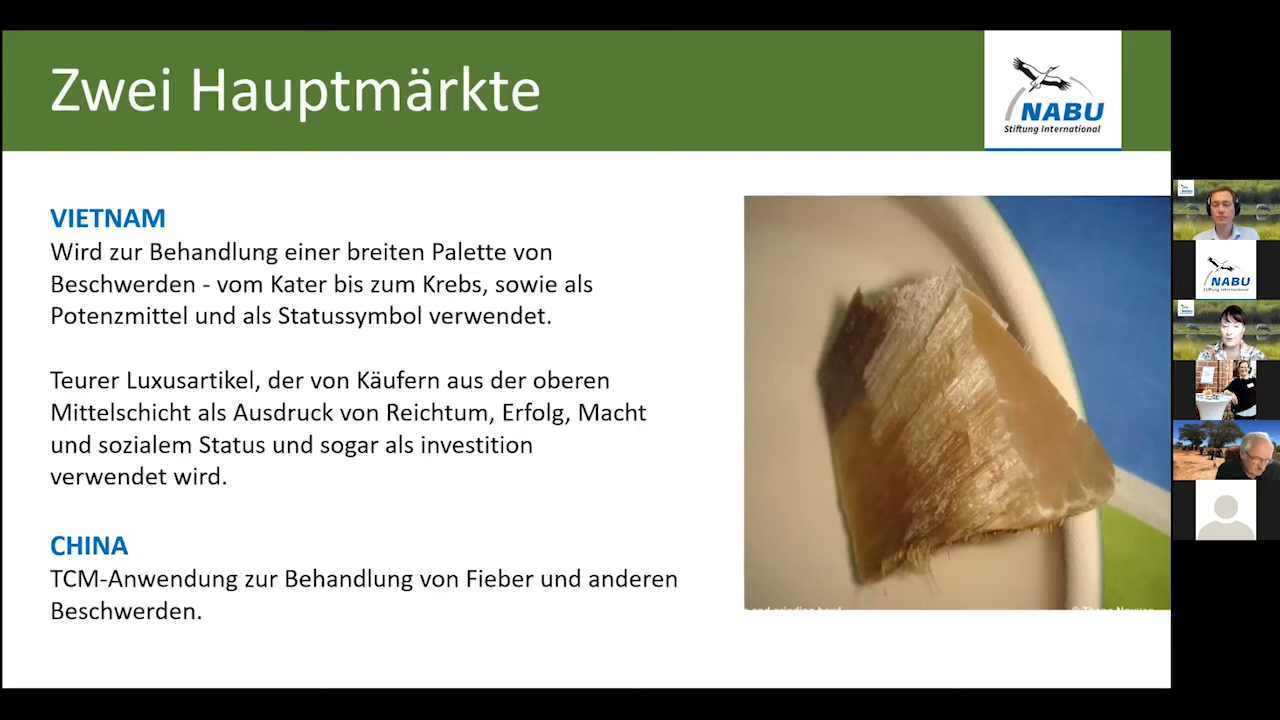 Zwei Hauptmärkte
NABU
Stiftung International
VIETNAM
Wird zur Behandlung einer breiten Palette von
Beschwerden - vom Kater bis zum Krebs, sowie als
Potenzmittel und als Statussymbol verwendet.
Teurer Luxusartikel, der von Käufern aus der oberen
Mittelschicht als Ausdruck von Reichtum, Erfolg, Macht
und sozialem Status und sogar als investition
verwendet wird.
CHINA
TCM-Anwendung zur Behandlung von Fieber und anderen
Beschwerden.
NABU
Stiftung International